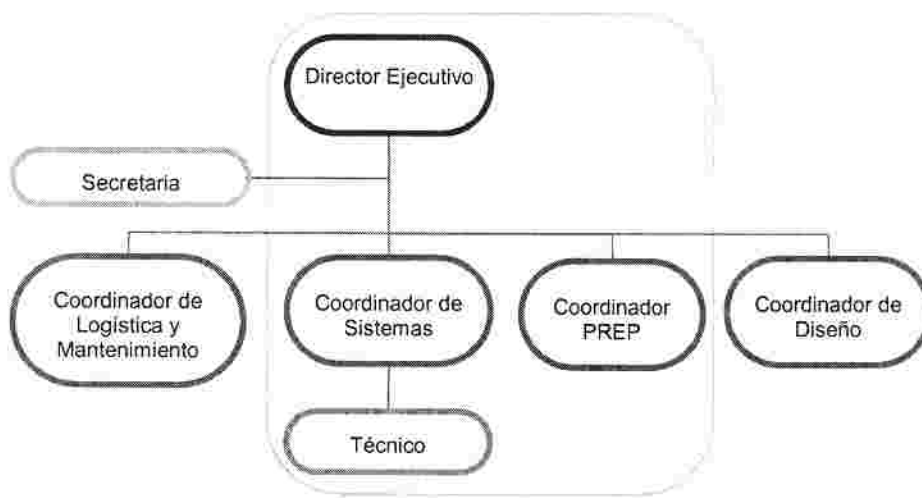 Director Ejecutivo
Secretaria
Coordinador de
Logística y
Mantenimiento
Coordinador de
Sistemas
Coordinador
PREP
Coordinador de
Diseño
Técnico